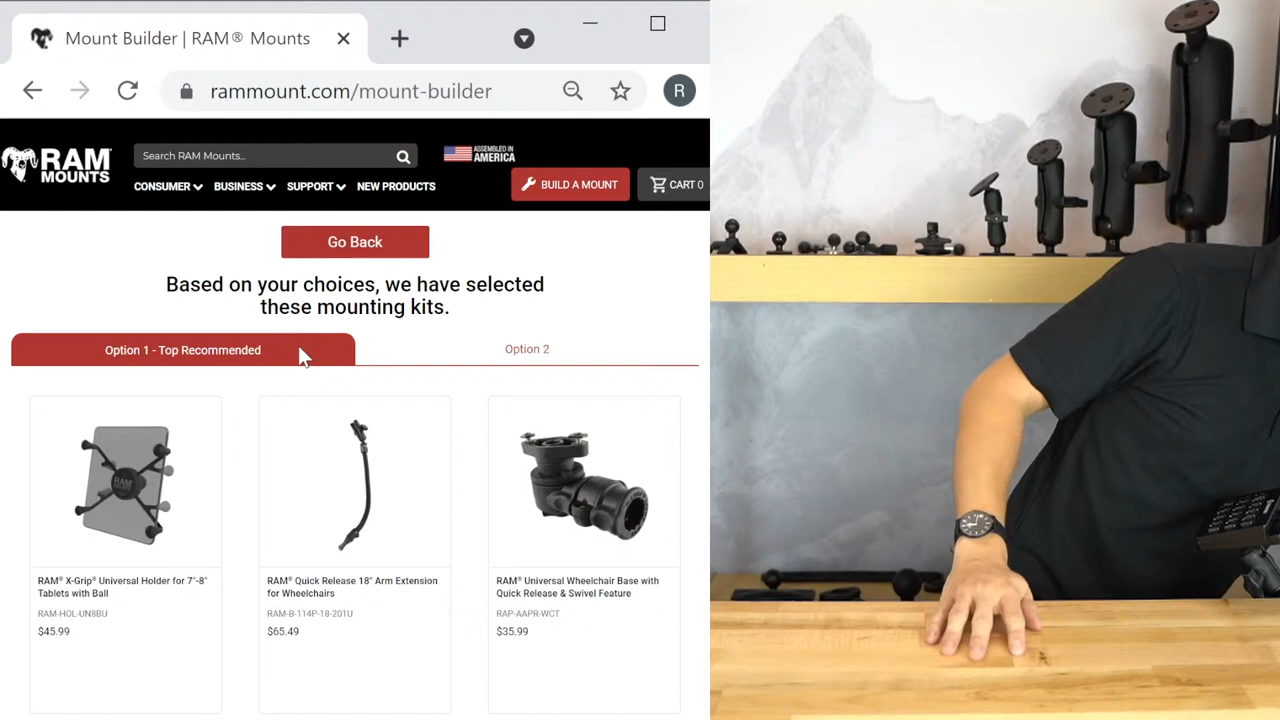 Mount Builder | RAM® Mounts
rammount.com/mount-builder
R
RAM
MOUNTS
Search RAM Mounts...
ASSEMBLED IN
AMERICA
CONSUMER
BUSINESS
SUPPORT
NEW PRODUCTS
BUILD A MOUNT
CART 0
Go Back
Based on your choices, we have selected
these mounting kits.
Option 1 - Top Recommended
Option 2
RAM
MOUNTS
RAM® X-Grip® Universal Holder for 7"-8"
Tablets with Ball
RAM-HOL-UN8BU
$45.99
RAM® Quick Release 18" Arm Extension
for Wheelchairs
RAM-B-114P-18-201U
$65.49
RAM® Universal Wheelchair Base with
Quick Release & Swivel Feature
RAP-AAPR-WCT
$35.99